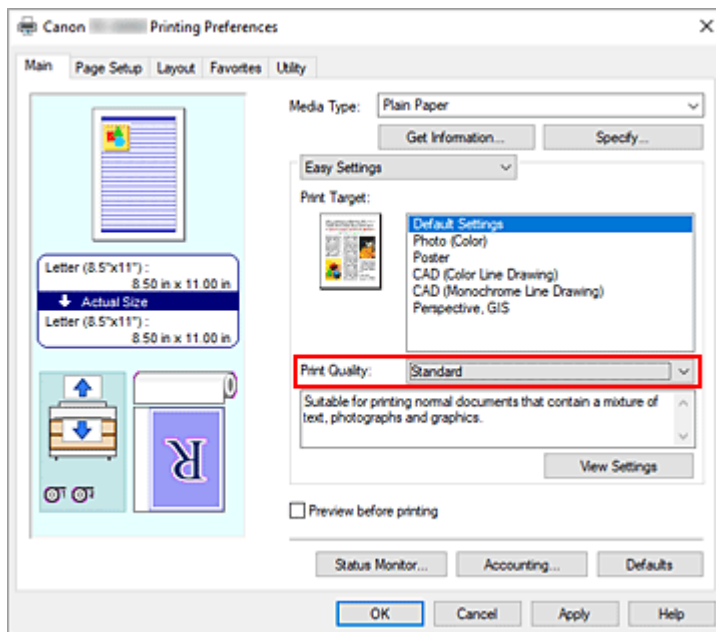 Canon Printing Preferences
Main Page Setup Layout Favorites Utility
Media Type: Plain Paper
Get Information... Specify...
Easy Settings
Print Target:
Default Settings
Photo (Color)
Poster
CAD (Color Line Drawing)
CAD (Monochrome Line Drawing)
Perspective, GIS
Letter (8.5"x11") :
8.50 in x 11.00 in
Actual Size
Letter (8.5"x11") :
8.50 in x 11.00 in
Print Quality: Standard
Suitable for printing normal documents that contain a mixture of
text, photographs and graphics.
View Settings
R
Preview before printing
Status Monitor... Accounting... Defaults
OK Cancel Apply Help